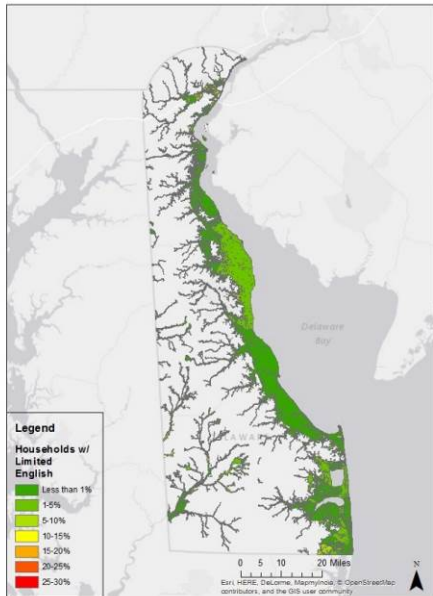 Delaware
Bay
Legend
Households w/
Limited
English
Less than 1%
1-5%
5-10%
10-15%
15-20%
20-25%
25-30%
0 5 10 20 Miles
Esri, HERE, DeLorme, MapmyIndia, © OpenStreetMap
contributors, and the GIS user community
N